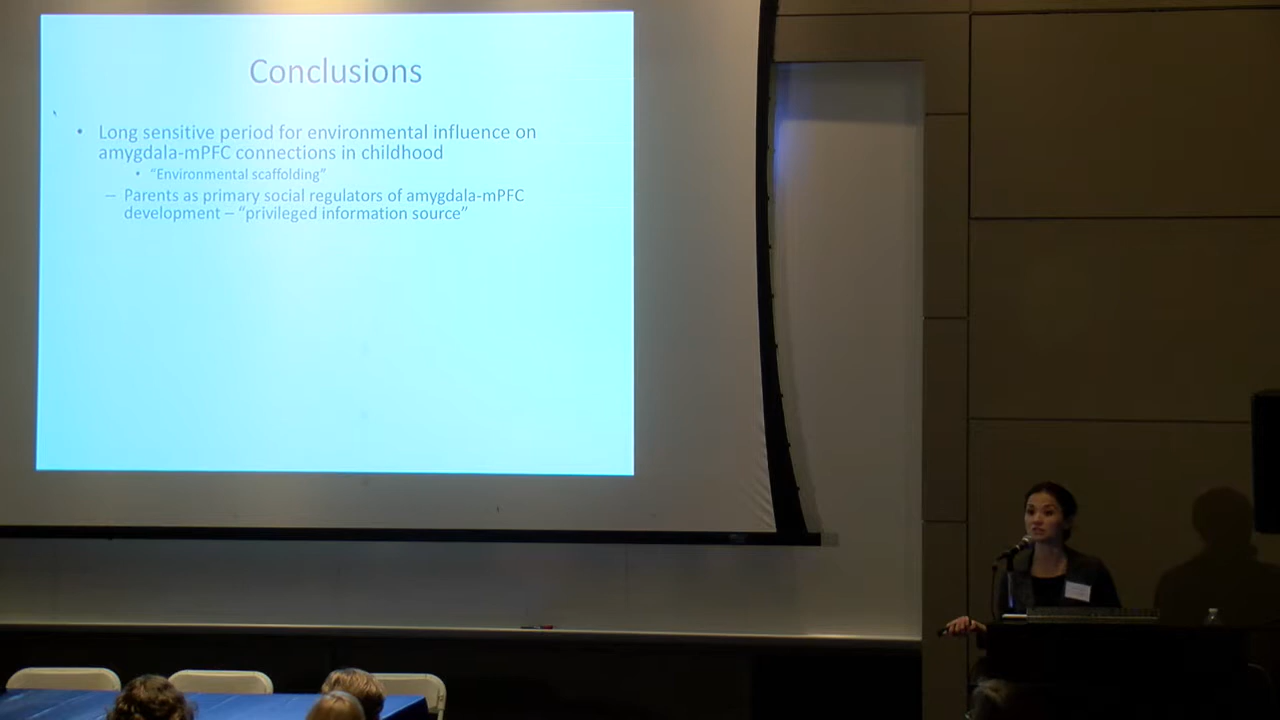 Conclusions
• Long sensitive period for environmental influence on
amygdala-mPFC connections in childhood
• “Environmental scaffolding”
– Parents as primary social regulators of amygdala-mPFC
development – “privileged information source”